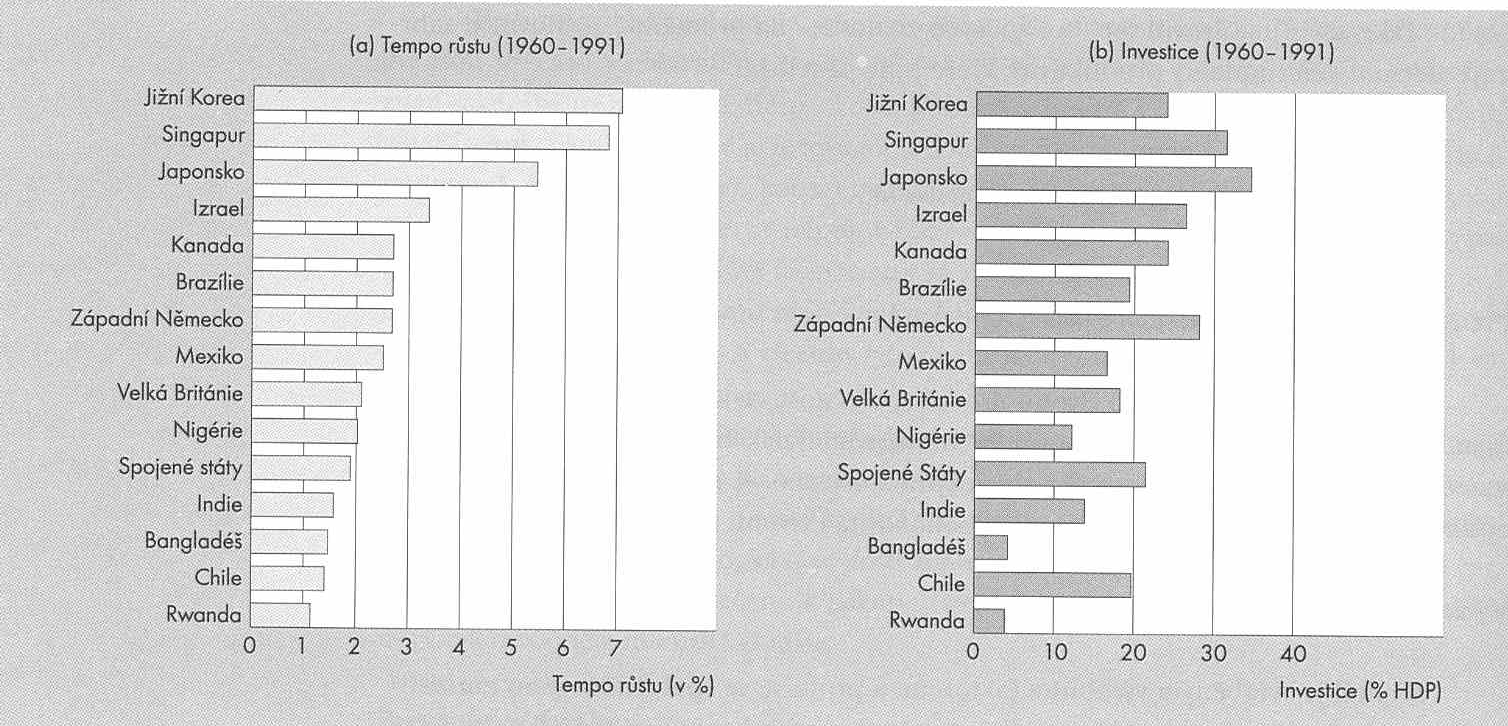 (a) Tempo růstu (1960–1991)
Jižní Korea
Singapur
Japonsko
Izrael
Kanada
Brazílie
Západní Německo
Mexiko
Velká Británie
Nigérie
Spojené státy
Indie
Bangladéš
Chile
Rwanda
0 1 2 3 4 5 6 7
Tempo růstu (v %)
(b) Investice (1960–1991)
Jižní Korea
Singapur
Japonsko
Izrael
Kanada
Brazílie
Západní Německo
Mexiko
Velká Británie
Nigérie
Spojené Státy
Indie
Bangladéš
Chile
Rwanda
0 10 20 30 40
Investice (% HDP)